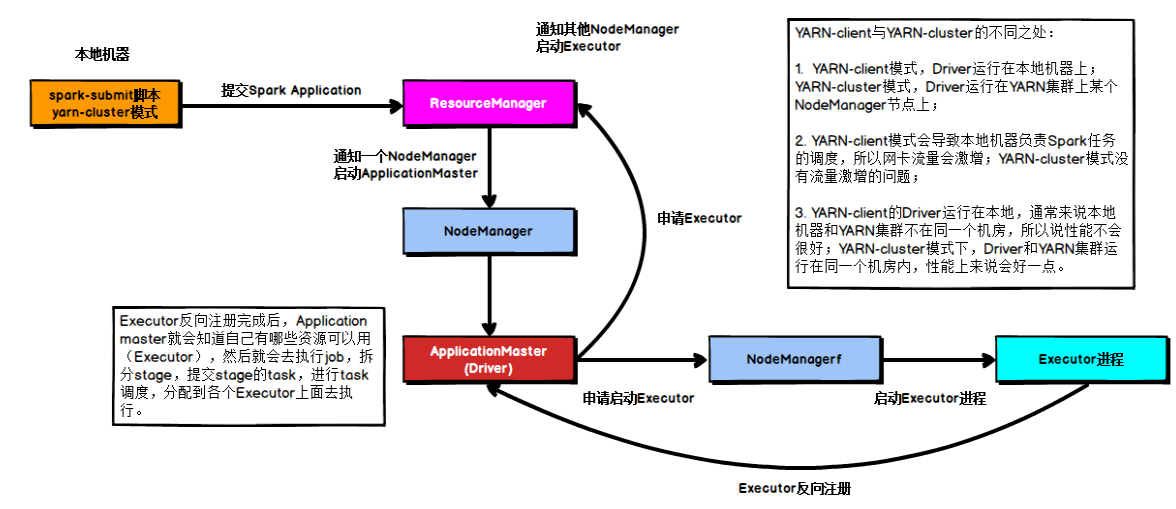 本地机器
spark-submit脚本
yarn-cluster模式
提交Spark Application
ResourceManager
通知其他NodeManager
启动Executor
通知一个NodeManager
启动ApplicationMaster
NodeManager
申请Executor
ApplicationMaster
(Driver)
申请启动Executor
NodeManagerf
启动Executor进程
Executor进程
Executor反向注册
Executor反向注册完成后，Application
master就会知道自己有哪些资源可以用
（Executor），然后就会去执行job，拆
分stage，提交stage的task，进行task
调度，分配到各个Executor上面去执
行。
YARN-client与YARN-cluster的不同之处：
1. YARN-client模式，Driver运行在本地机器上；
YARN-cluster模式，Driver运行在YARN集群上某个
NodeManager节点上；
2. YARN-client模式会导致本地机器负责Spark任务
的调度，所以网卡流量会激增；YARN-cluster模式没
有流量激增的问题；
3. YARN-client的Driver运行在本地，通常来说本地
机器和YARN集群不在同一个机房，所以说性能不会
很好；YARN-cluster模式下，Driver和YARN集群运
行在同一个机房内，性能上来说会好一点。